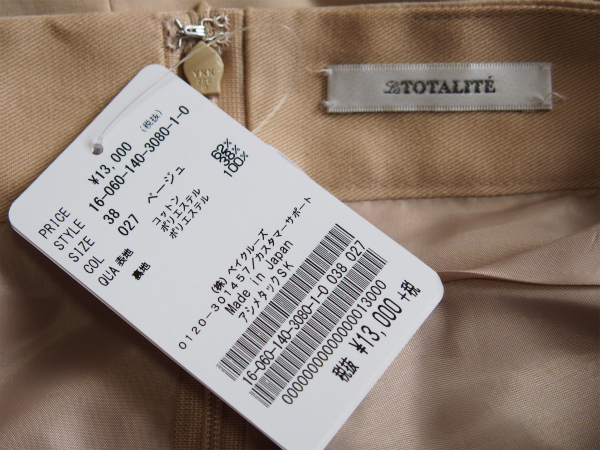 La TOTALITÉ
YKK
PRICE ¥13,000 (税抜)
STYLE 16-060-140-3080-1-0
SIZE 38
COL 027 ベージュ
QUA 表地 コットン 62%
ポリエステル 38%
裏地 ポリエステル 100%
(株)ベイクルーズ
0120-301457/カスタマーサポート
Made in Japan
アシメタックSK
16-060-140-3080-1-0 038 027
税抜 ¥13,000 +税